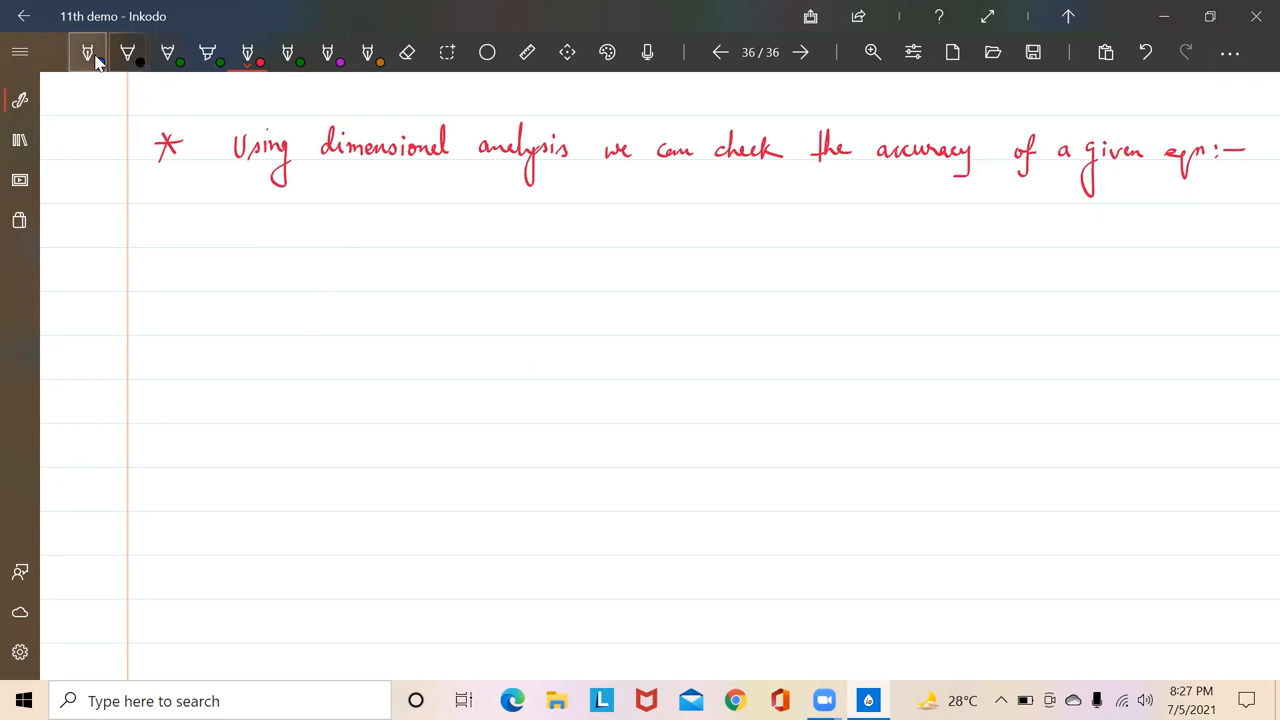 11th demo - Inkodo
36 / 36
* Using dimensional analysis we can check the accuracy of a given eqn:-
Type here to search
28°C
8:27 PM
7/5/2021